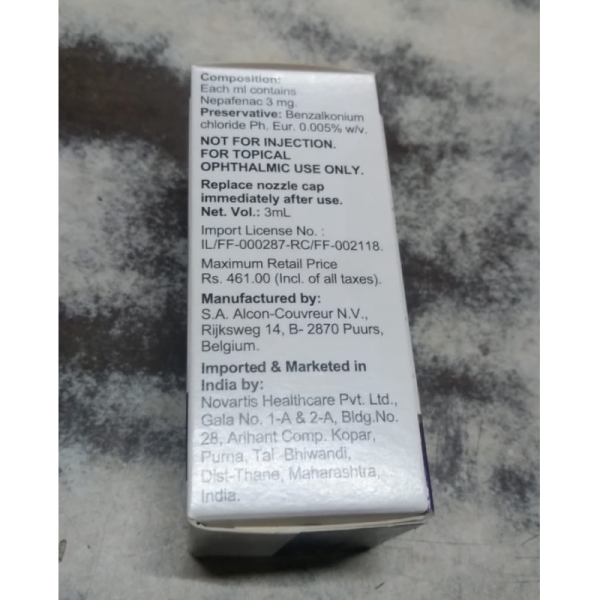 Composition:
Each ml contains
Nepafenac 3 mg.
Preservative: Benzalkonium
chloride Ph. Eur. 0.005% w/v.
NOT FOR INJECTION.
FOR TOPICAL
OPHTHALMIC USE ONLY.
Replace nozzle cap
immediately after use.
Net. Vol.: 3mL
Import License No. :
IL/FF-000287-RC/FF-002118.
Maximum Retail Price
Rs. 461.00 (Incl. of all taxes).
Manufactured by:
S.A. Alcon-Couvreur N.V.,
Rijksweg 14, B- 2870 Puurs,
Belgium.
Imported & Marketed in
India by:
Novartis Healthcare Pvt. Ltd.,
Gala No. 1-A & 2-A, Bldg.No.
28, Arihant Comp. Kopar,
Purna, Tal -Bhiwandi,
Dist-Thane, Maharashtra,
India.